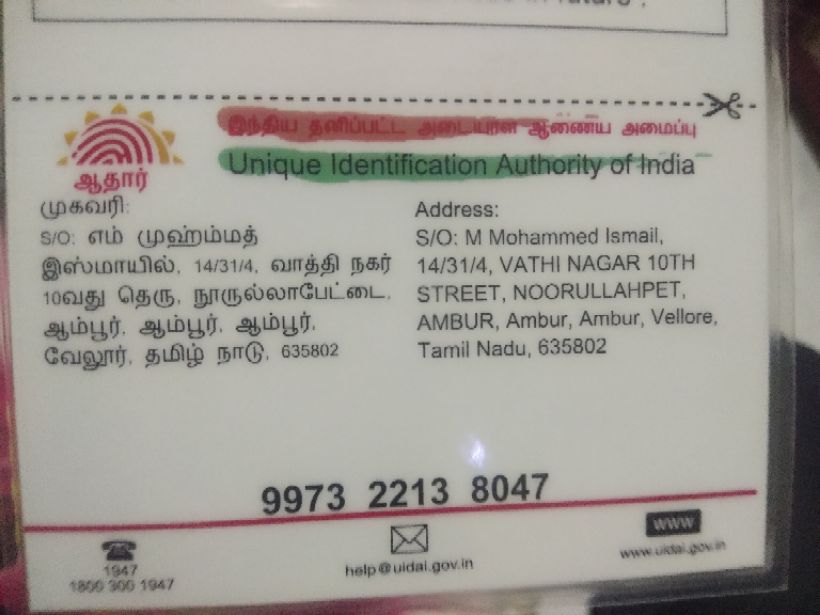 in future
இந்திய தனிப்பட்ட அடையாள ஆணைய அமைப்பு
Unique Identification Authority of India
ஆதார்
முகவரி:
S/O: எம் முஹம்மத்
இஸ்மாயில், 14/31/4, வாத்தி நகர்
10வது தெரு, நூருல்லாபேட்டை,
ஆம்பூர், ஆம்பூர், ஆம்பூர்,
வேலூர், தமிழ் நாடு, 635802
Address:
S/O: M Mohammed Ismail,
14/31/4, VATHI NAGAR 10TH
STREET, NOORULLAHPET,
AMBUR, Ambur, Ambur, Vellore,
Tamil Nadu, 635802
9973 2213 8047
1947
1800 300 1947
help@uidai.gov.in
www
www.uidai.gov.in